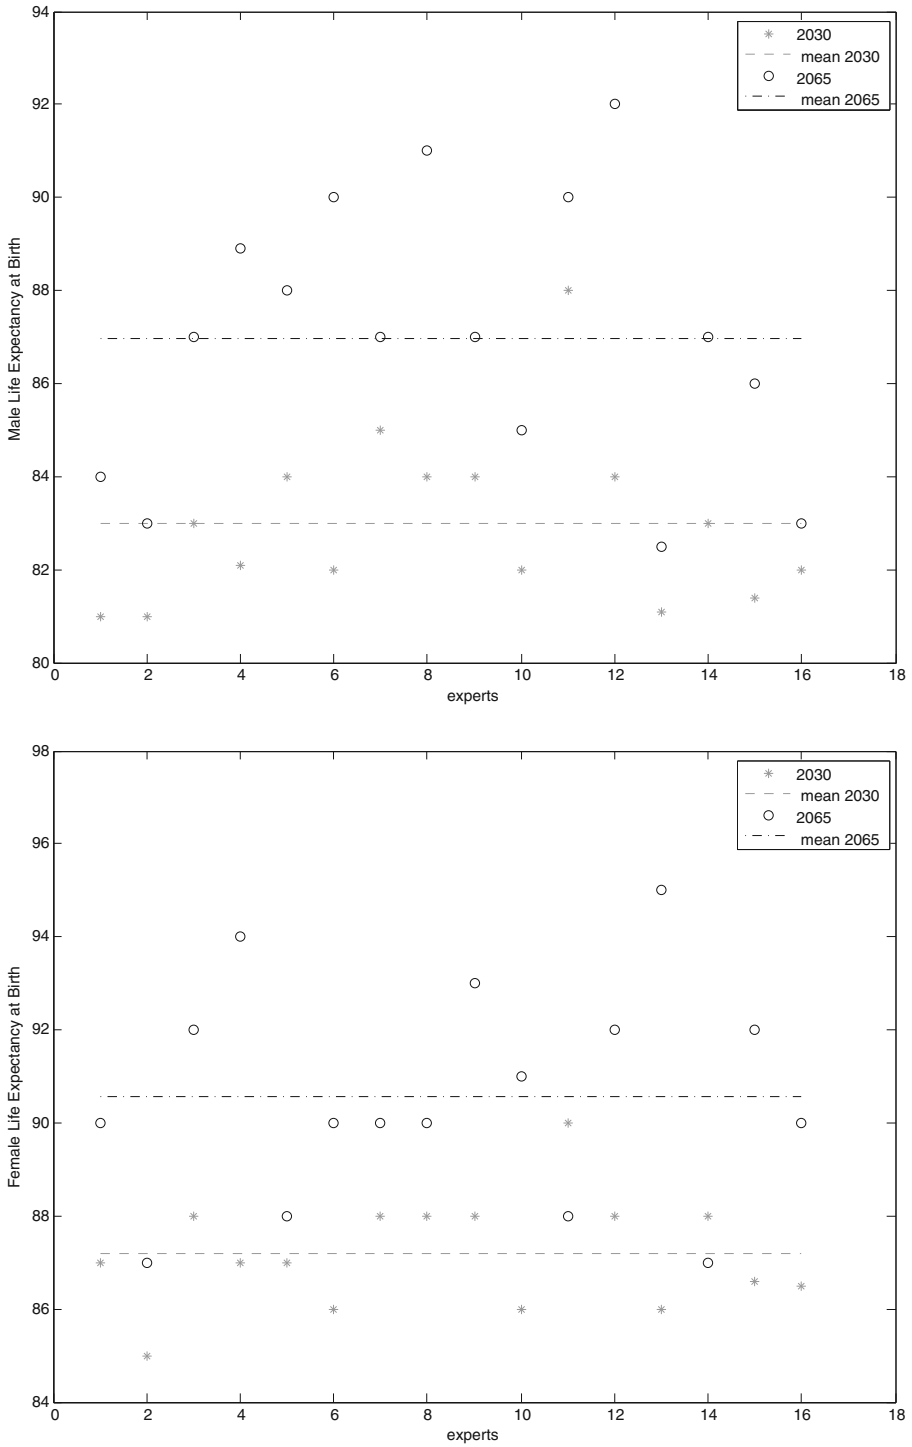 94
92
90
88
86
84
82
80
Male Life Expectancy at Birth
2030
mean 2030
2065
mean 2065
0 2 4 6 8 10 12 14 16 18
experts
98
96
94
92
90
88
86
84
Female Life Expectancy at Birth
2030
mean 2030
2065
mean 2065
0 2 4 6 8 10 12 14 16 18
experts